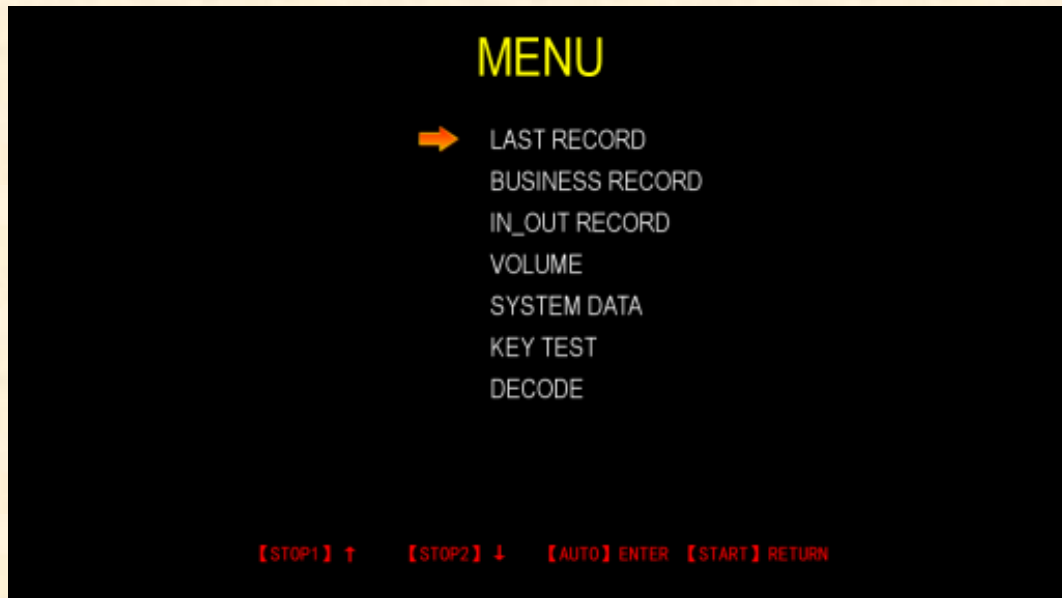 MENU
LAST RECORD
BUSINESS RECORD
IN_OUT RECORD
VOLUME
SYSTEM DATA
KEY TEST
DECODE
【STOP1】↑ 【STOP2】↓ 【AUTO】ENTER 【START】RETURN